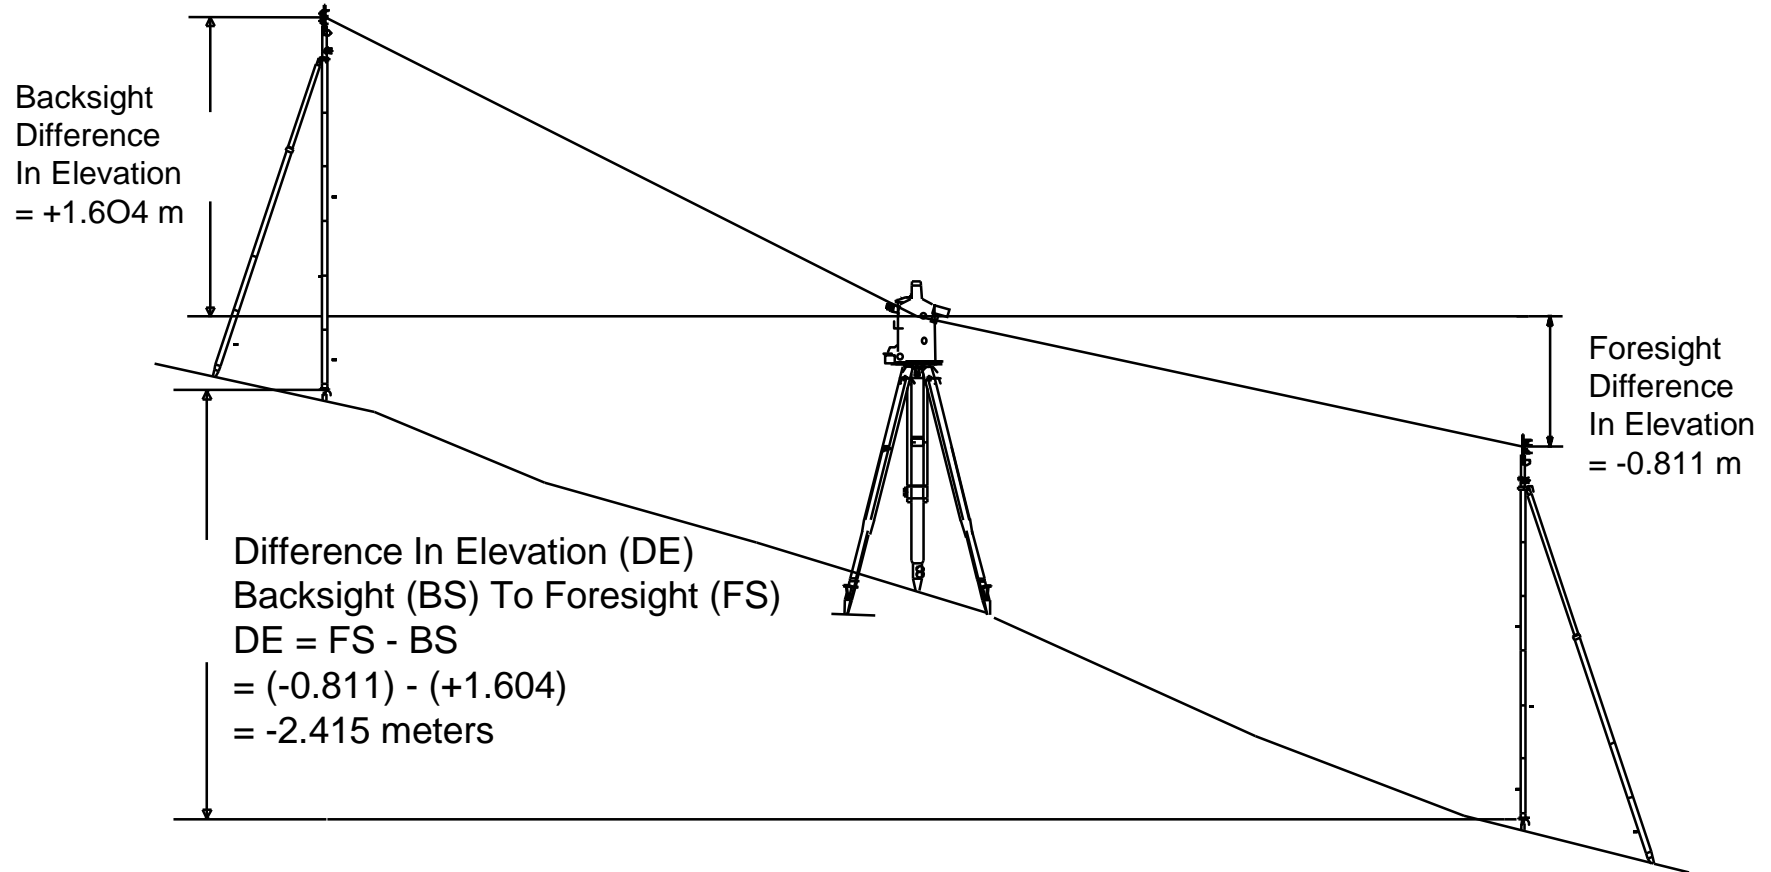 Backsight
Difference
In Elevation
= +1.6O4 m
Foresight
Difference
In Elevation
= -0.811 m
Difference In Elevation (DE)
Backsight (BS) To Foresight (FS)
DE = FS - BS
= (-0.811) - (+1.604)
= -2.415 meters